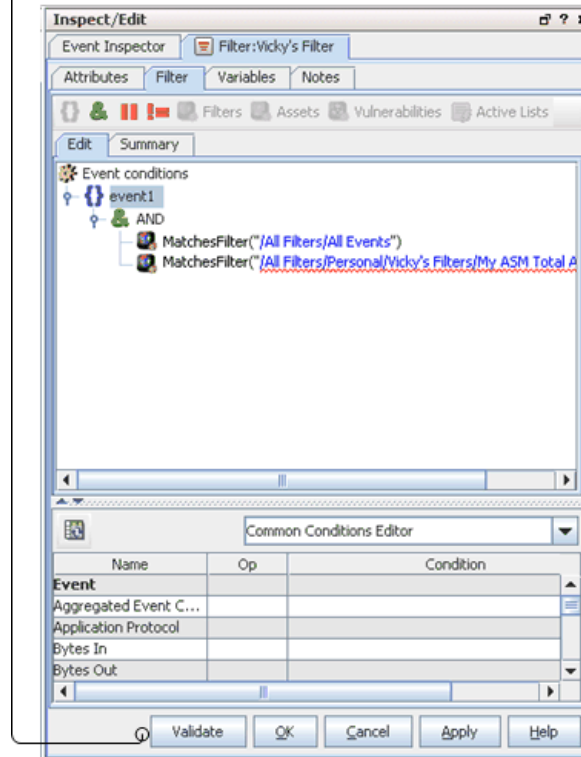 Inspect/Edit
Event Inspector Filter:Vicky's Filter
Attributes Filter Variables Notes
Filters Assets Vulnerabilities Active Lists
Edit Summary
Event conditions
event1
AND
MatchesFilter("/All Filters/All Events")
MatchesFilter("/All Filters/Personal/Vicky's Filters/My ASM Total A
Common Conditions Editor
Name Op Condition
Event
Aggregated Event C...
Application Protocol
Bytes In
Bytes Out
Validate OK Cancel Apply Help